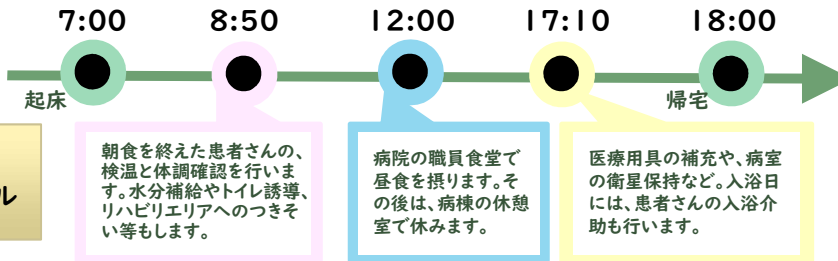 7:00 8:50 12:00 17:10 18:00
起床 帰宅
ル
朝食を終えた患者さんの、
検温と体調確認を行いま
す。水分補給やトイレ誘導、
リハビリエリアへのつきそ
い等もします。
病院の職員食堂で
昼食を摂ります。そ
の後は、病棟の休憩
室で休みます。
医療用具の補充や、病室
の衛星保持など。入浴日
には、患者さんの入浴介
助も行います。